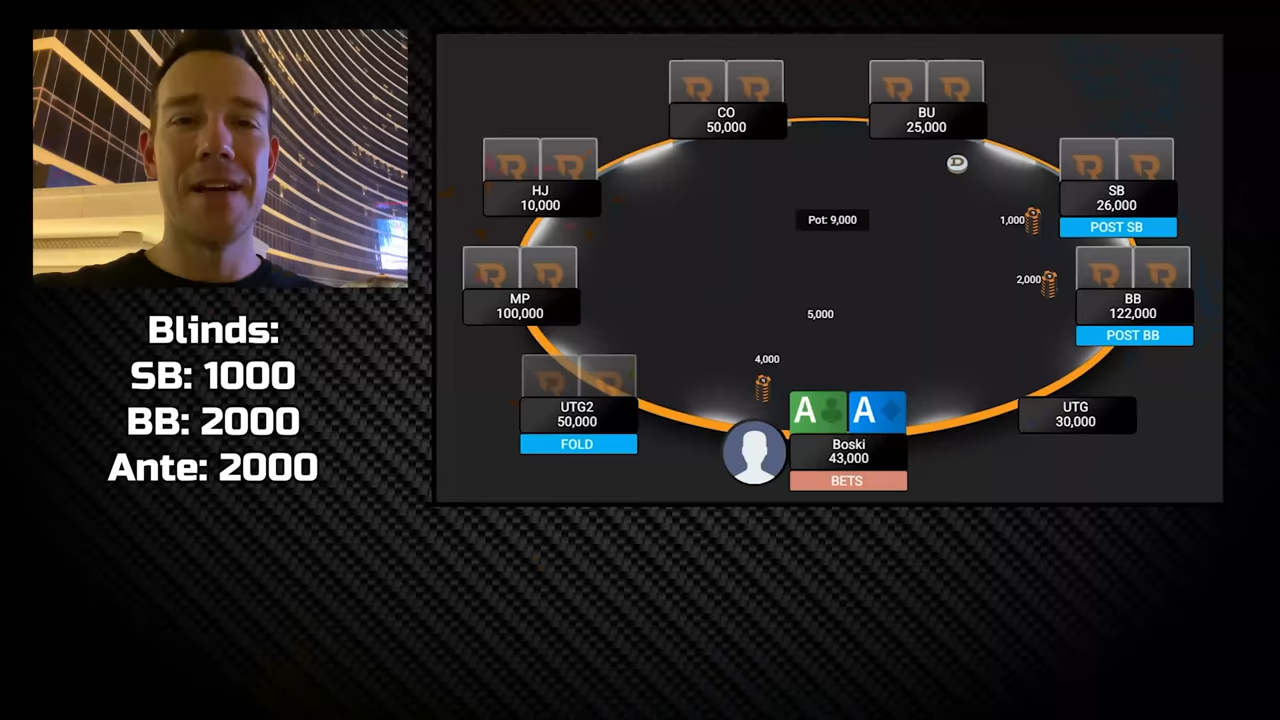 CO
50,000
BU
25,000
HJ
10,000
SB
26,000
POST SB
Pot: 9,000
1,000
MP
100,000
2,000
BB
122,000
POST BB
5,000
4,000
UTG2
50,000
FOLD
A A
Boski
43,000
BETS
UTG
30,000
D
Blinds:
SB: 1000
BB: 2000
Ante: 2000